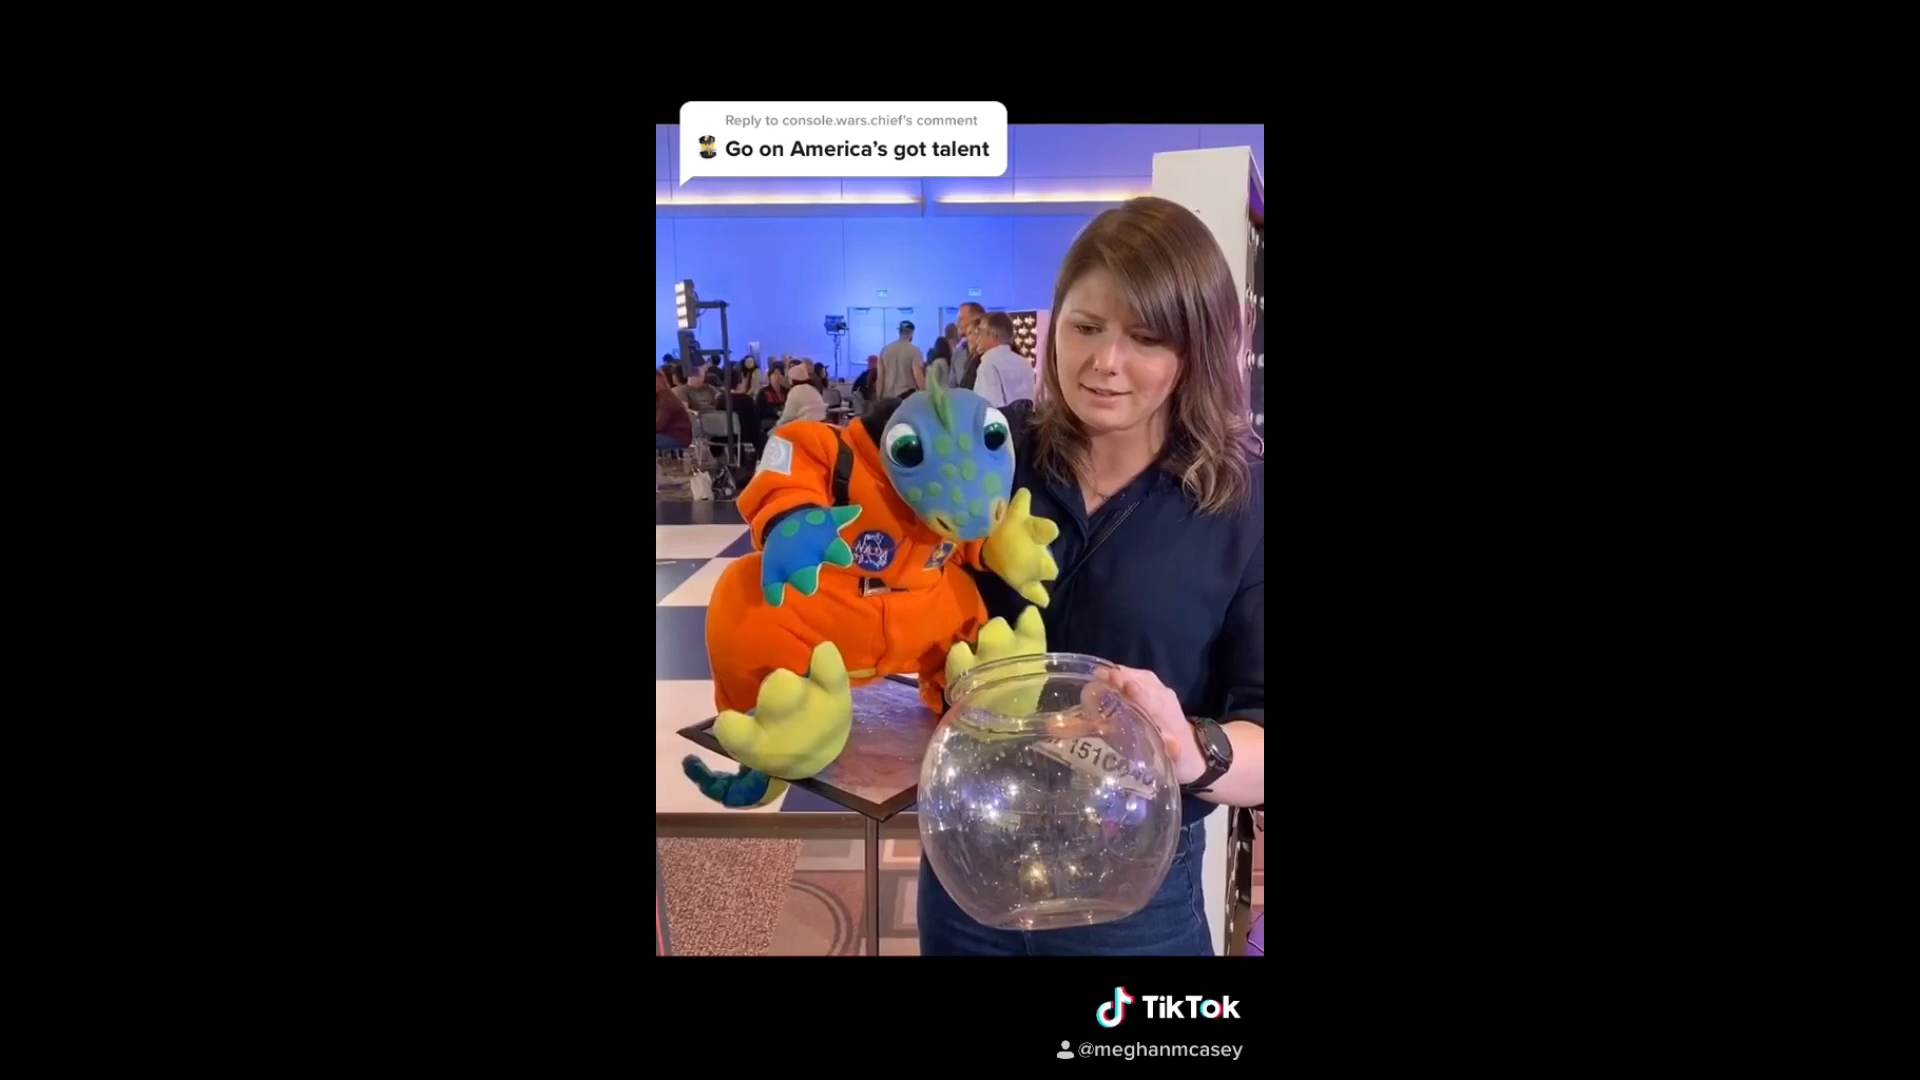 Reply to console.wars.chief's comment
Go on America's got talent
TikTok
@meghanmcasey